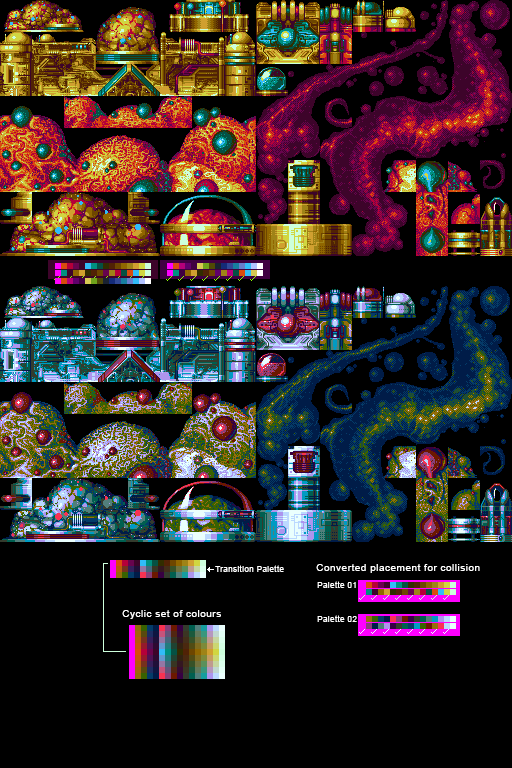 Transition Palette
Converted placement for collision
Palette 01
Cyclic set of colours
Palette 02